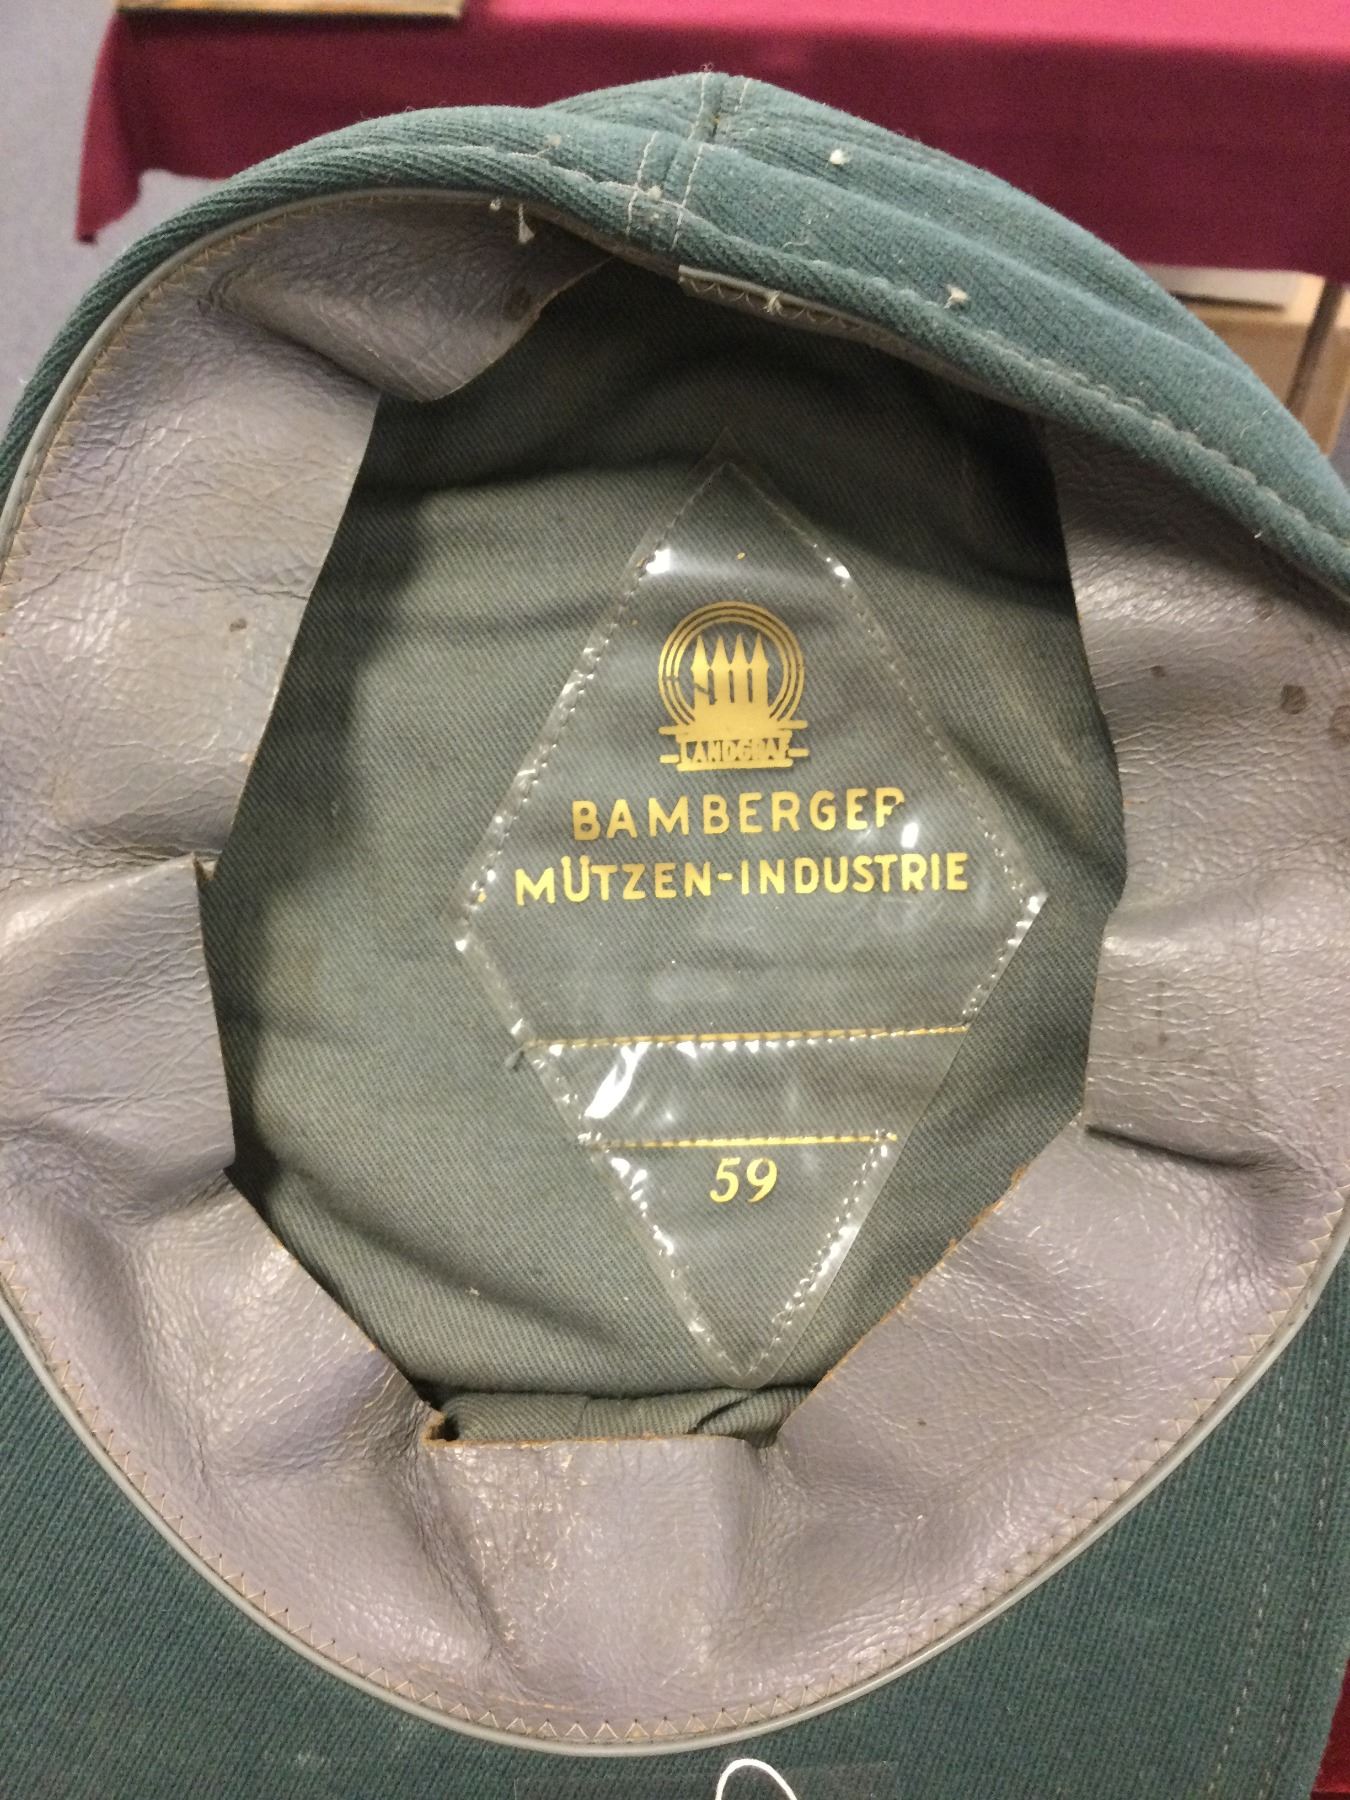 LANDGRAF
BAMBERGER
MÜTZEN-INDUSTRIE
59